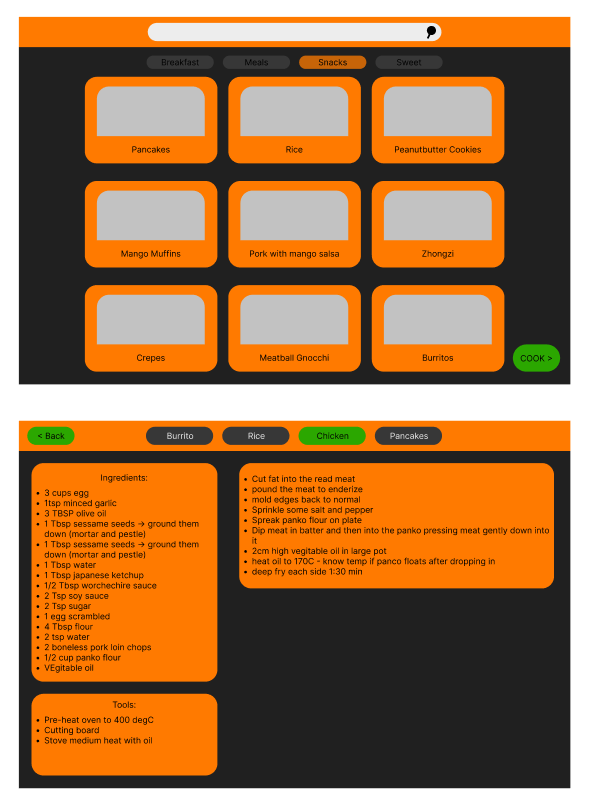 Breakfast Meals Snacks Sweet
Pancakes Rice Peanutbutter Cookies
Mango Muffins Pork with mango salsa Zhongzi
Crepes Meatball Gnocchi Burritos
COOK >
< Back Burrito Rice Chicken Pancakes
Ingredients:
• 3 cups egg
• 1tsp minced garlic
• 3 TBSP olive oil
• 1 Tbsp sessame seeds -> ground them
down (mortar and pestle)
• 1 Tbsp sessame seeds -> ground them
down (mortar and pestle)
• 1 Tbsp water
• 1 Tbsp japanese ketchup
• 1/2 Tbsp worchechire sauce
• 2 Tsp soy sauce
• 2 Tsp sugar
• 1 egg scrambled
• 4 Tbsp flour
• 2 tsp water
• 2 boneless pork loin chops
• 1/2 cup panko flour
• VEgitable oil
• Cut fat into the read meat
• pound the meat to enderize
• mold edges back to normal
• Sprinkle some salt and pepper
• Spreak panko flour on plate
• Dip meat in batter and then into the panko pressing meat gently down into
it
• 2cm high vegitable oil in large pot
• heat oil to 170C - know temp if panco floats after dropping in
• deep fry each side 1:30 min
Tools:
• Pre-heat oven to 400 degC
• Cutting board
• Stove medium heat with oil